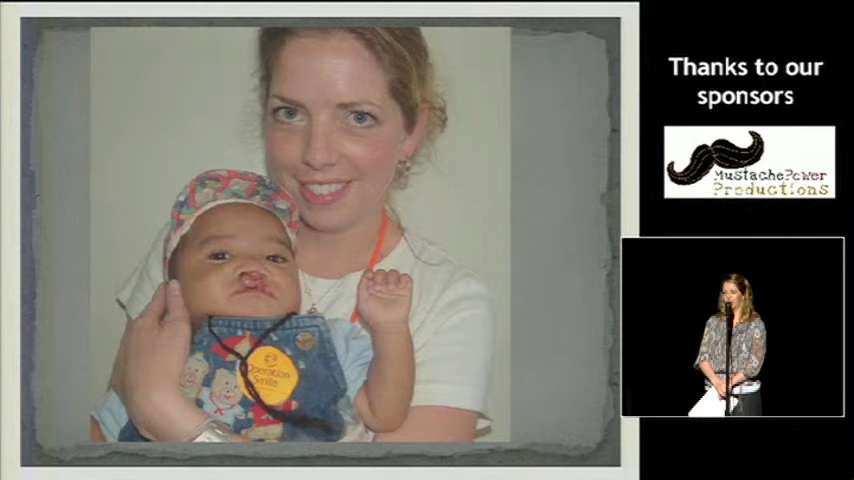 Thanks to our
sponsors
MustachePower
Productions
Operation
Smile